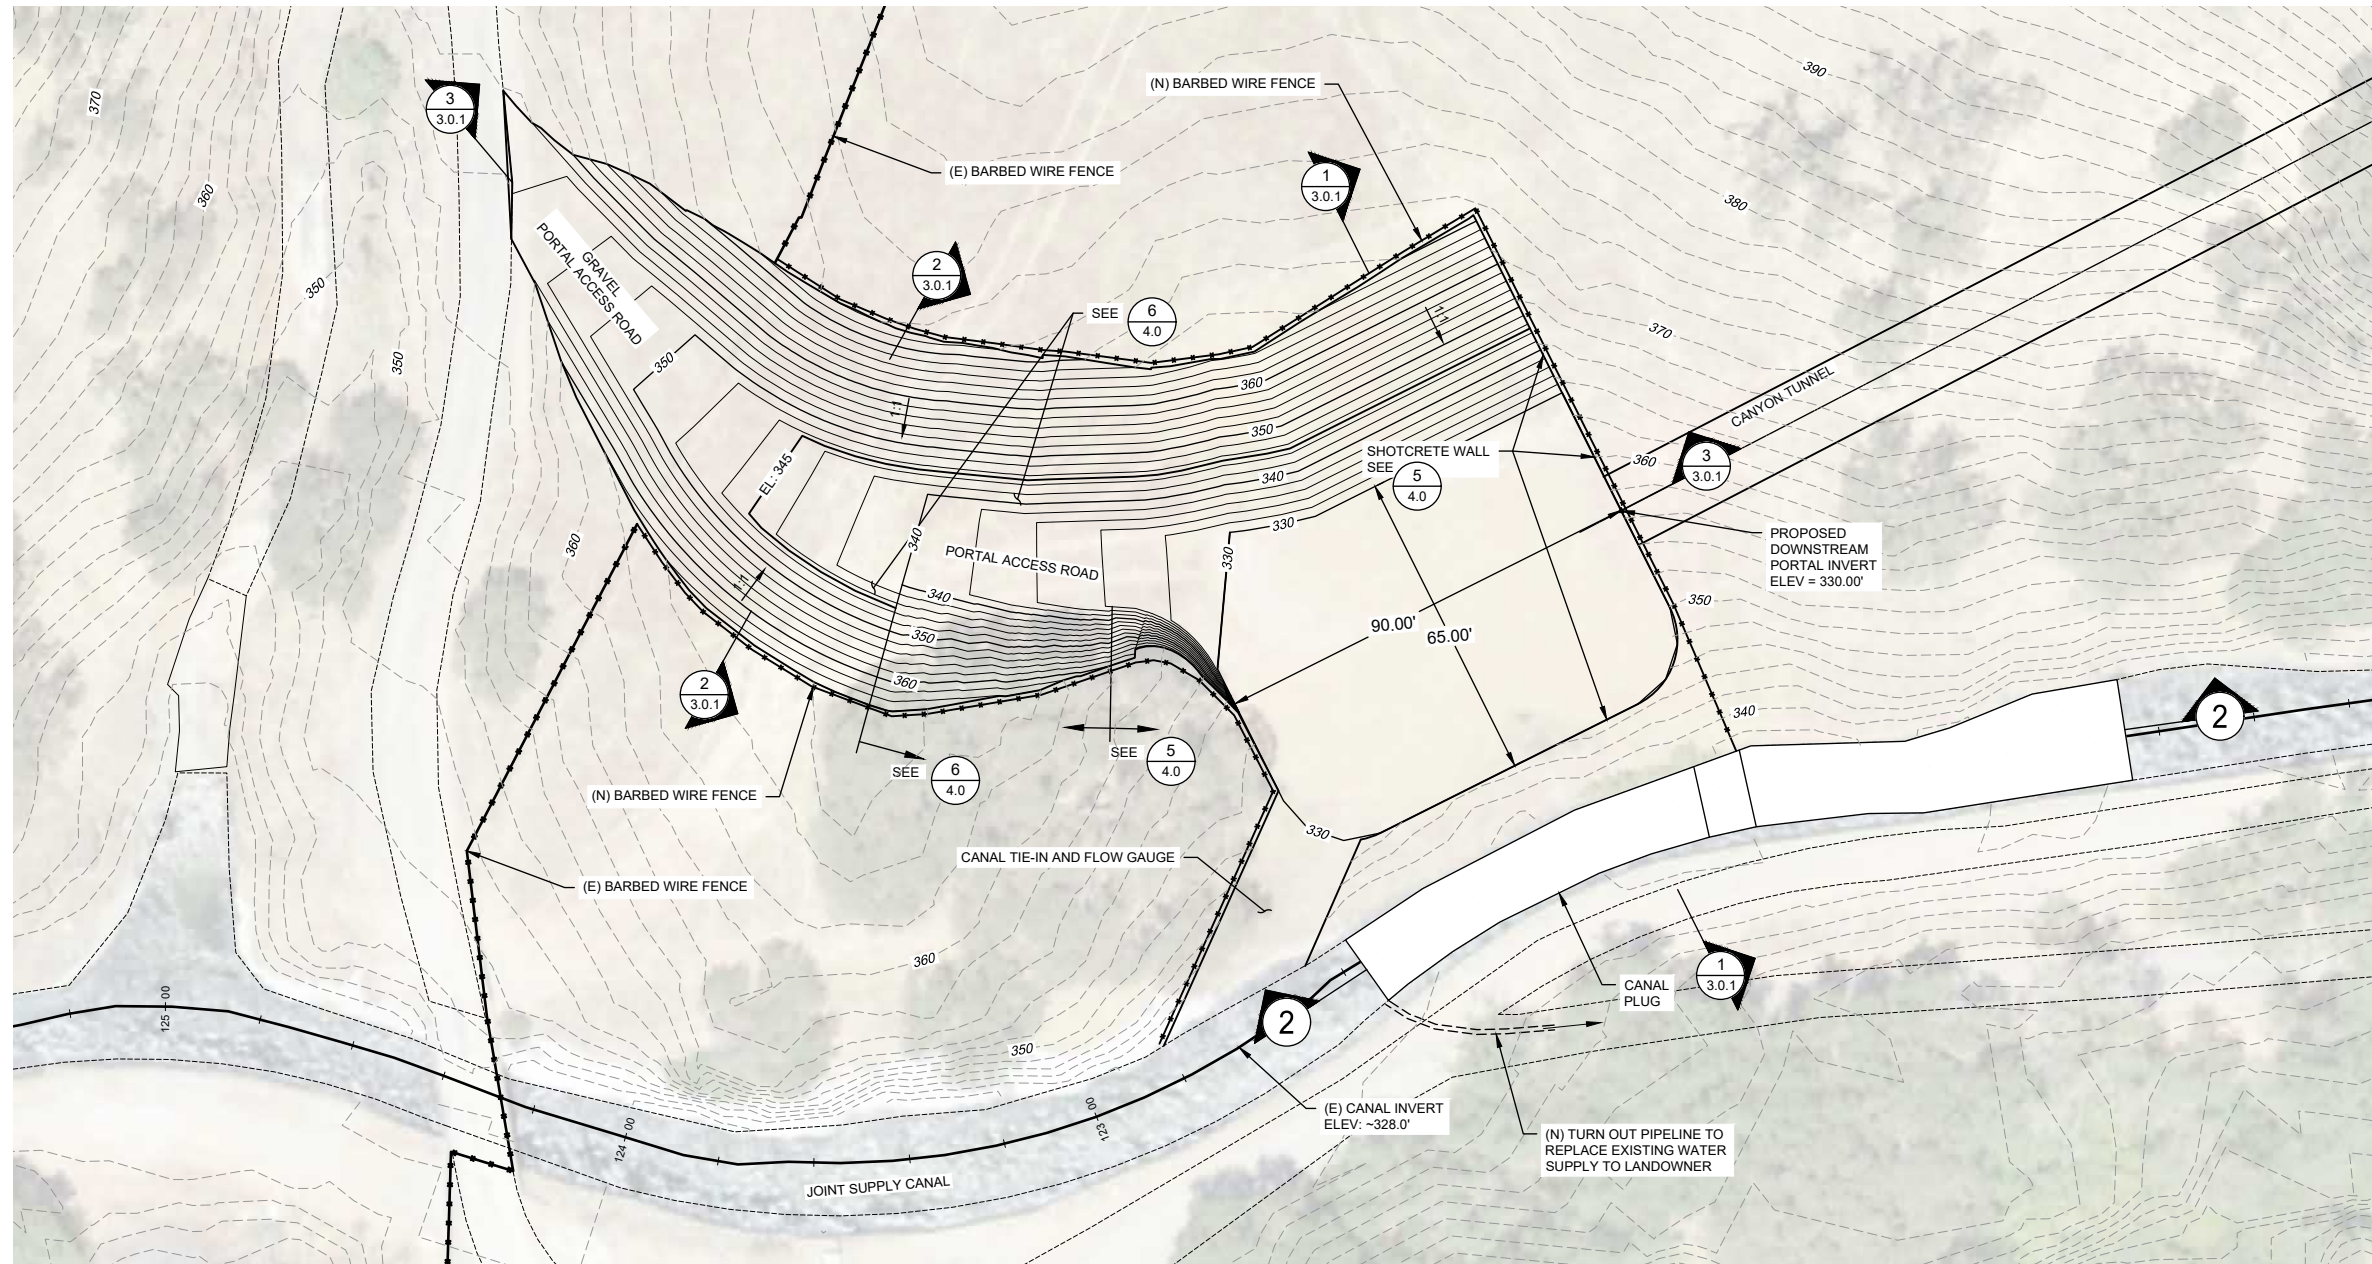 390
370
3
3.0.1
(N) BARBED WIRE FENCE
(E) BARBED WIRE FENCE
1
3.0.1
360
380
GRAVEL
PORTAL ACCESS ROAD
2
3.0.1
350
SEE
6
4.0
1:1
370
350
350
360
1:1
CANYON TUNNEL
350
EL: 345
340
SHOTCRETE WALL
SEE
5
4.0
360
3
3.0.1
330
340
360
330
PORTAL ACCESS ROAD
PROPOSED
DOWNSTREAM
PORTAL INVERT
ELEV = 330.00'
1:1
340
350
90.00'
65.00'
350
360
2
3.0.1
340
2
SEE
5
4.0
SEE
6
4.0
(N) BARBED WIRE FENCE
330
CANAL TIE-IN AND FLOW GAUGE
(E) BARBED WIRE FENCE
360
1
3.0.1
CANAL
PLUG
125 00
2
350
(E) CANAL INVERT
ELEV: ~328.0'
123 00
124 00
(N) TURN OUT PIPELINE TO
REPLACE EXISTING WATER
SUPPLY TO LANDOWNER
JOINT SUPPLY CANAL